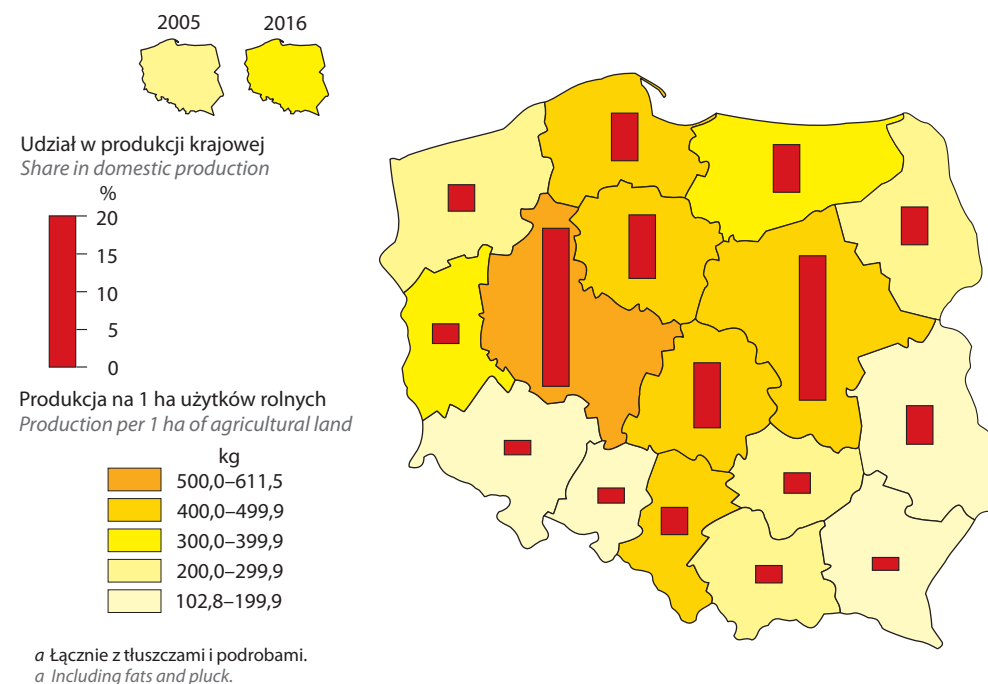 2005 2016
Udział w produkcji krajowej
Share in domestic production
%
20
15
10
5
0
Produkcja na 1 ha użytków rolnych
Production per 1 ha of agricultural land
kg
500,0–611,5
400,0–499,9
300,0–399,9
200,0–299,9
102,8–199,9
a Łącznie z tłuszczami i podrobami.
a Including fats and pluck.